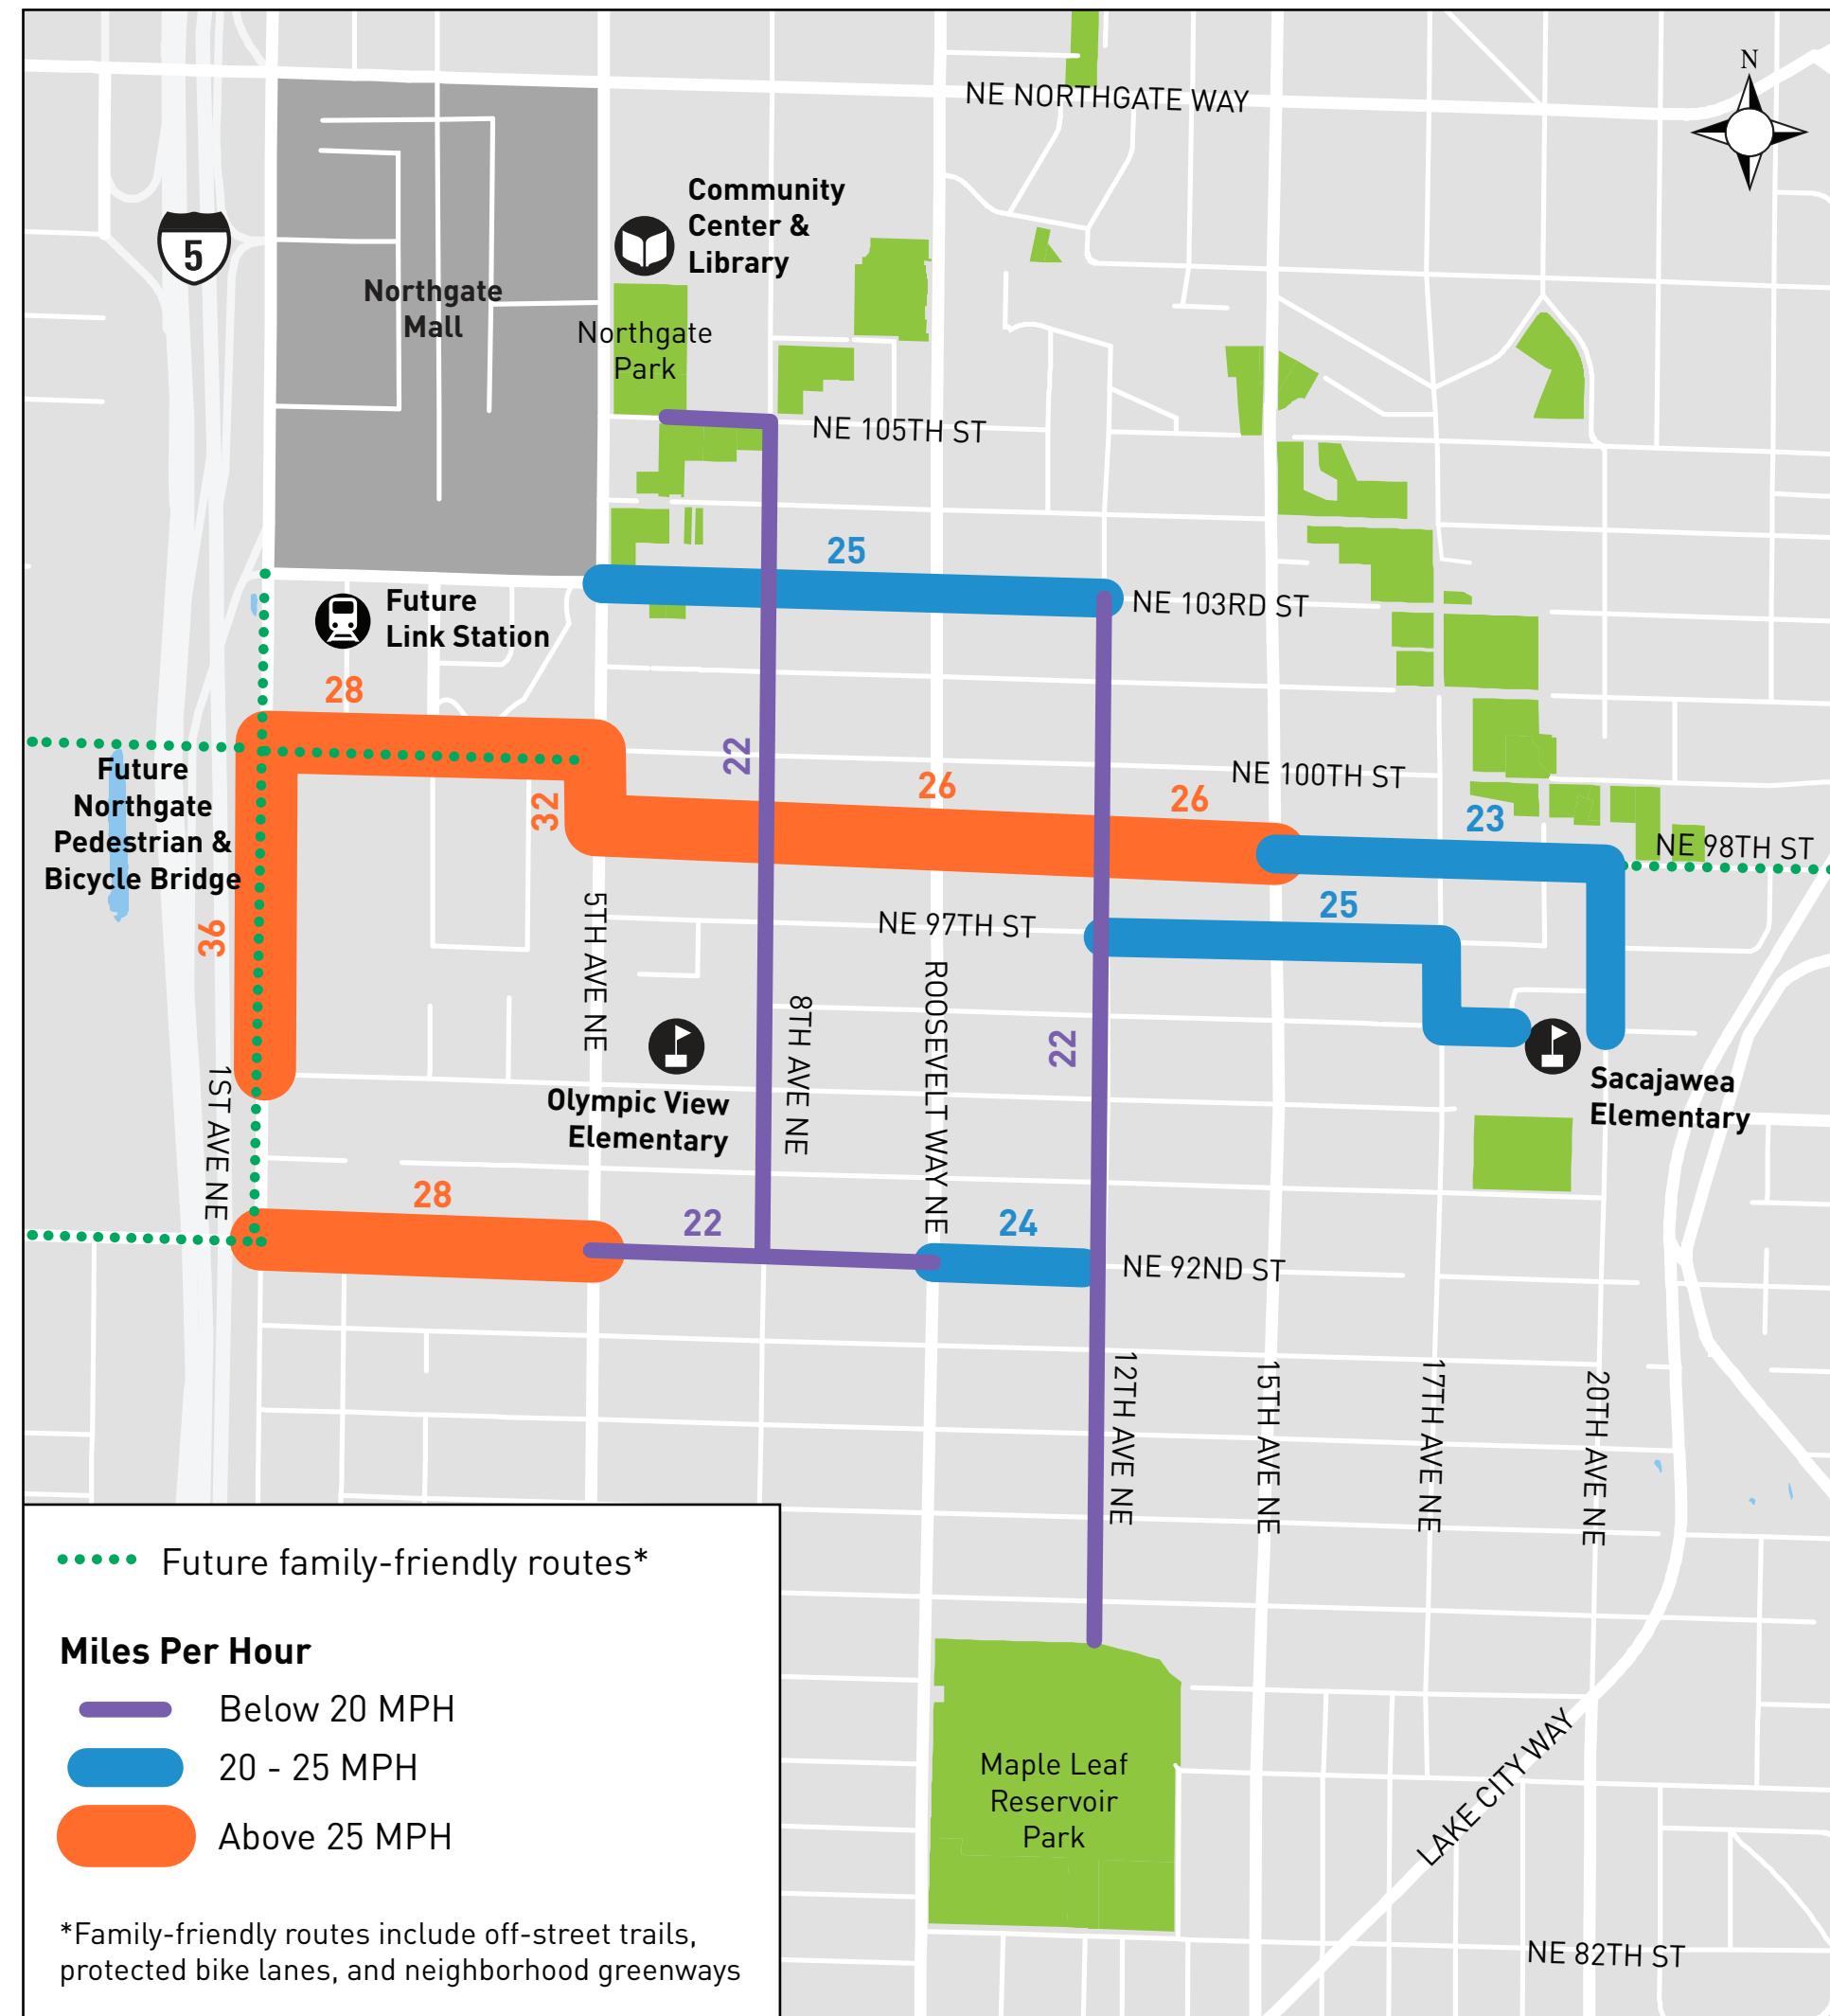 N
NE NORTHGATE WAY
5
Community
Center &
Library
Northgate
Mall
Northgate
Park
NE 105TH ST
25
NE 103RD ST
Future
Link Station
28
22
26
26
NE 100TH ST
32
23
NE 98TH ST
Future
Northgate
Pedestrian &
Bicycle Bridge
36
5TH AVE NE
NE 97TH ST
25
8TH AVE NE
ROOSEVELT WAY NE
22
1ST AVE NE
Olympic View
Elementary
Sacajawea
Elementary
28
22
24
NE 92ND ST
12TH AVE NE
15TH AVE NE
17TH AVE NE
20TH AVE NE
Future family-friendly routes*
Miles Per Hour
Below 20 MPH
20 - 25 MPH
Above 25 MPH
*Family-friendly routes include off-street trails,
protected bike lanes, and neighborhood greenways
Maple Leaf
Reservoir
Park
LAKE CITY WAY
NE 82TH ST